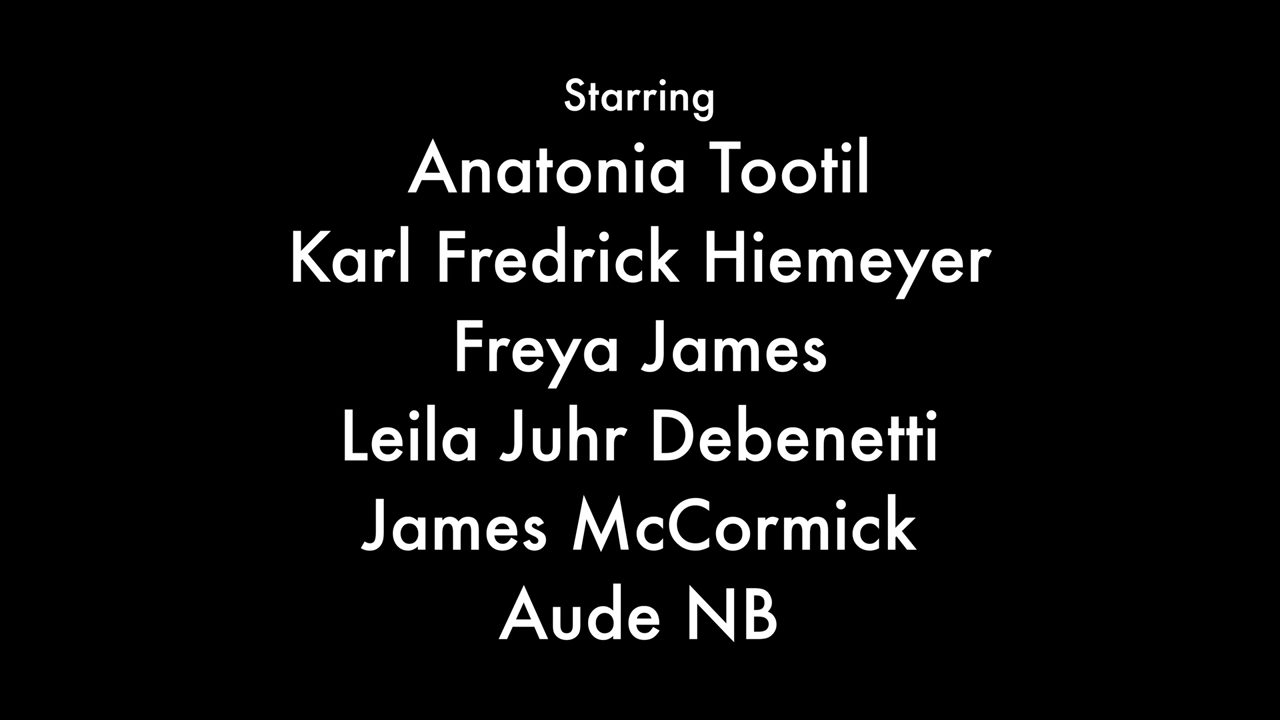 Starring
Anatonia Tootil
Karl Fredrick Hiemeyer
Freya James
Leila Juhr Debenetti
James McCormick
Aude NB